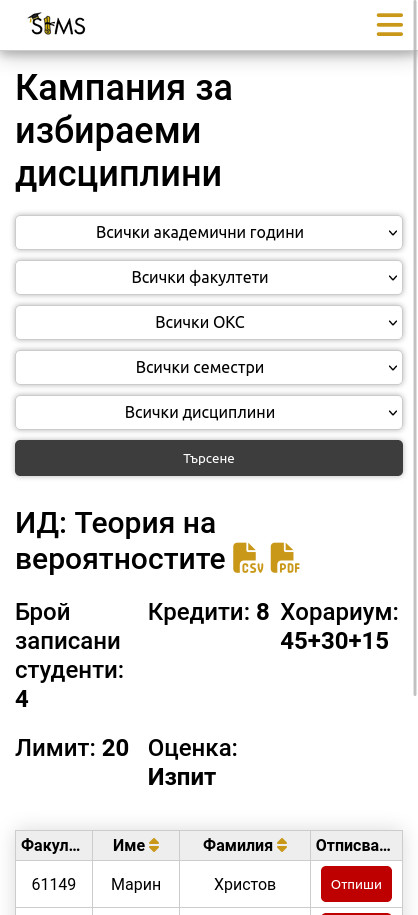 SIMS
Кампания за
избираеми
дисциплини
Всички академични години
Всички факултети
Всички ОКС
Всички семестри
Всички дисциплини
Търсене
ИД: Теория на
вероятностите CSV PDF
Брой
записани
студенти:
4
Кредити: 8
Хорариум:
45+30+15
Лимит: 20
Оценка:
Изпит
Факул... Име Фамилия Отписва...
61149 Марин Христов Отпиши